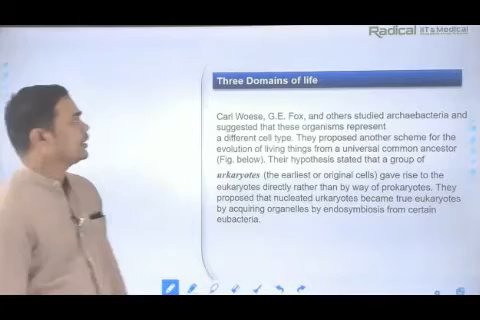 Radical IIT & Medical
Three Domains of life
Carl Woese, G.E. Fox, and others studied archaebacteria and
suggested that these organisms represent
a different cell type. They proposed another scheme for the
evolution of living things from a universal common ancestor
(Fig. below). Their hypothesis stated that a group of
urkaryotes (the earliest or original cells) gave rise to the
eukaryotes directly rather than by way of prokaryotes. They
proposed that nucleated urkaryotes became true eukaryotes
by acquiring organelles by endosymbiosis from certain
eubacteria.